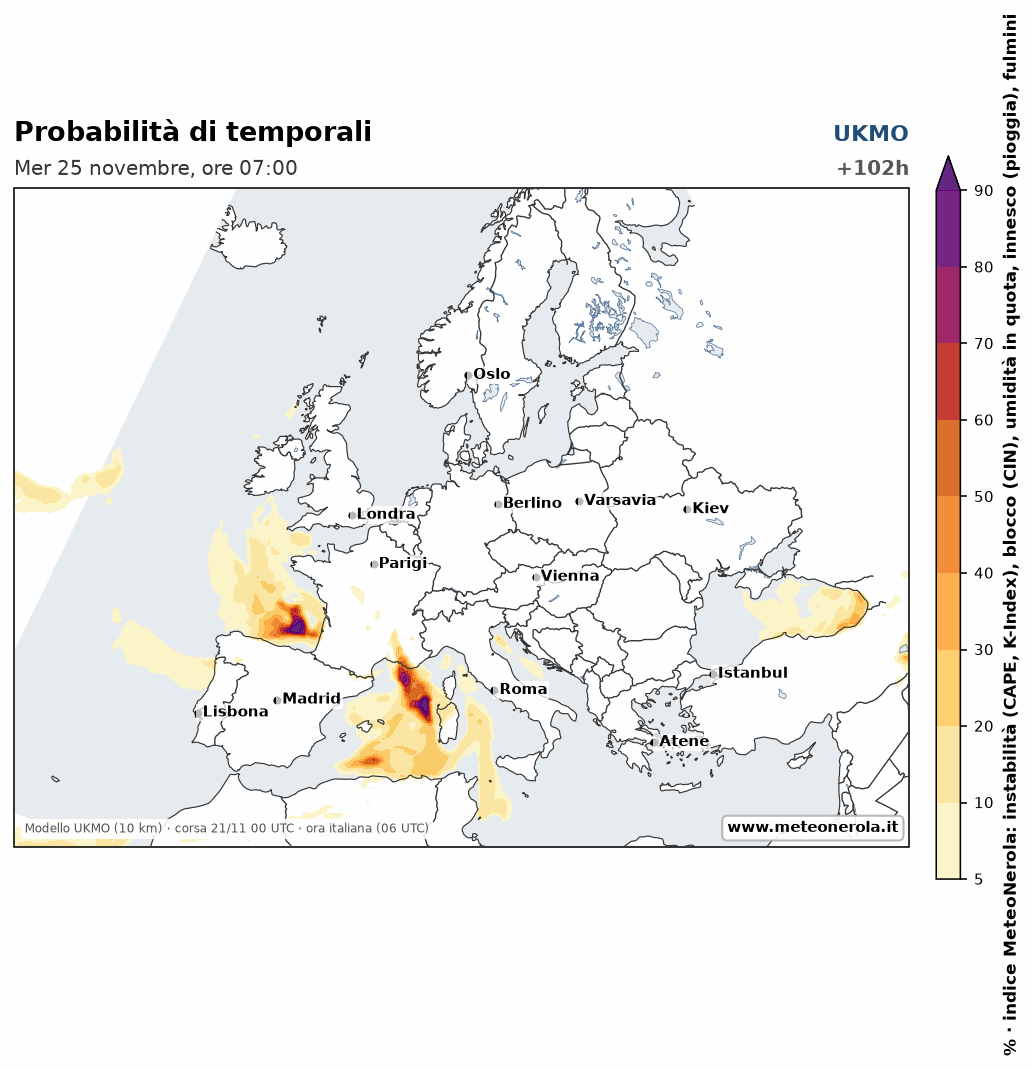 Probabilità di temporali
UKMO
Mer 25 novembre, ore 07:00
+102h
90
80
70
60
50
40
30
20
10
5
% · indice MeteoNerola: instabilità (CAPE, K-Index), blocco (CIN), umidità in quota, innesco (pioggia), fulmini
Oslo
Berlino
Varsavia
Kiev
Londra
Parigi
Vienna
Istanbul
Roma
Madrid
Lisbona
Atene
Modello UKMO (10 km) · corsa 21/11 00 UTC · ora italiana (06 UTC)
www.meteonerola.it